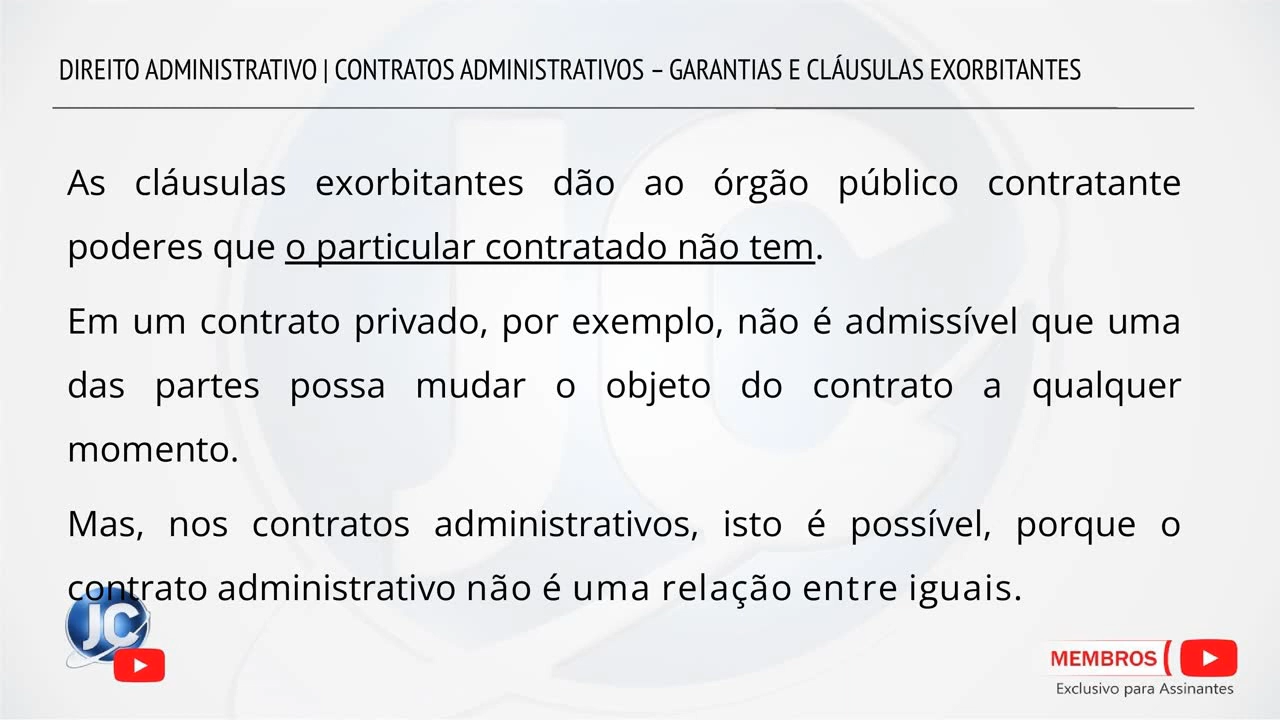 DIREITO ADMINISTRATIVO | CONTRATOS ADMINISTRATIVOS – GARANTIAS E CLÁUSULAS EXORBITANTES
As cláusulas exorbitantes dão ao órgão público contratante
poderes que o particular contratado não tem.
Em um contrato privado, por exemplo, não é admissível que uma
das partes possa mudar o objeto do contrato a qualquer
momento.
Mas, nos contratos administrativos, isto é possível, porque o
contrato administrativo não é uma relação entre iguais.
JC
MEMBROS
Exclusivo para Assinantes